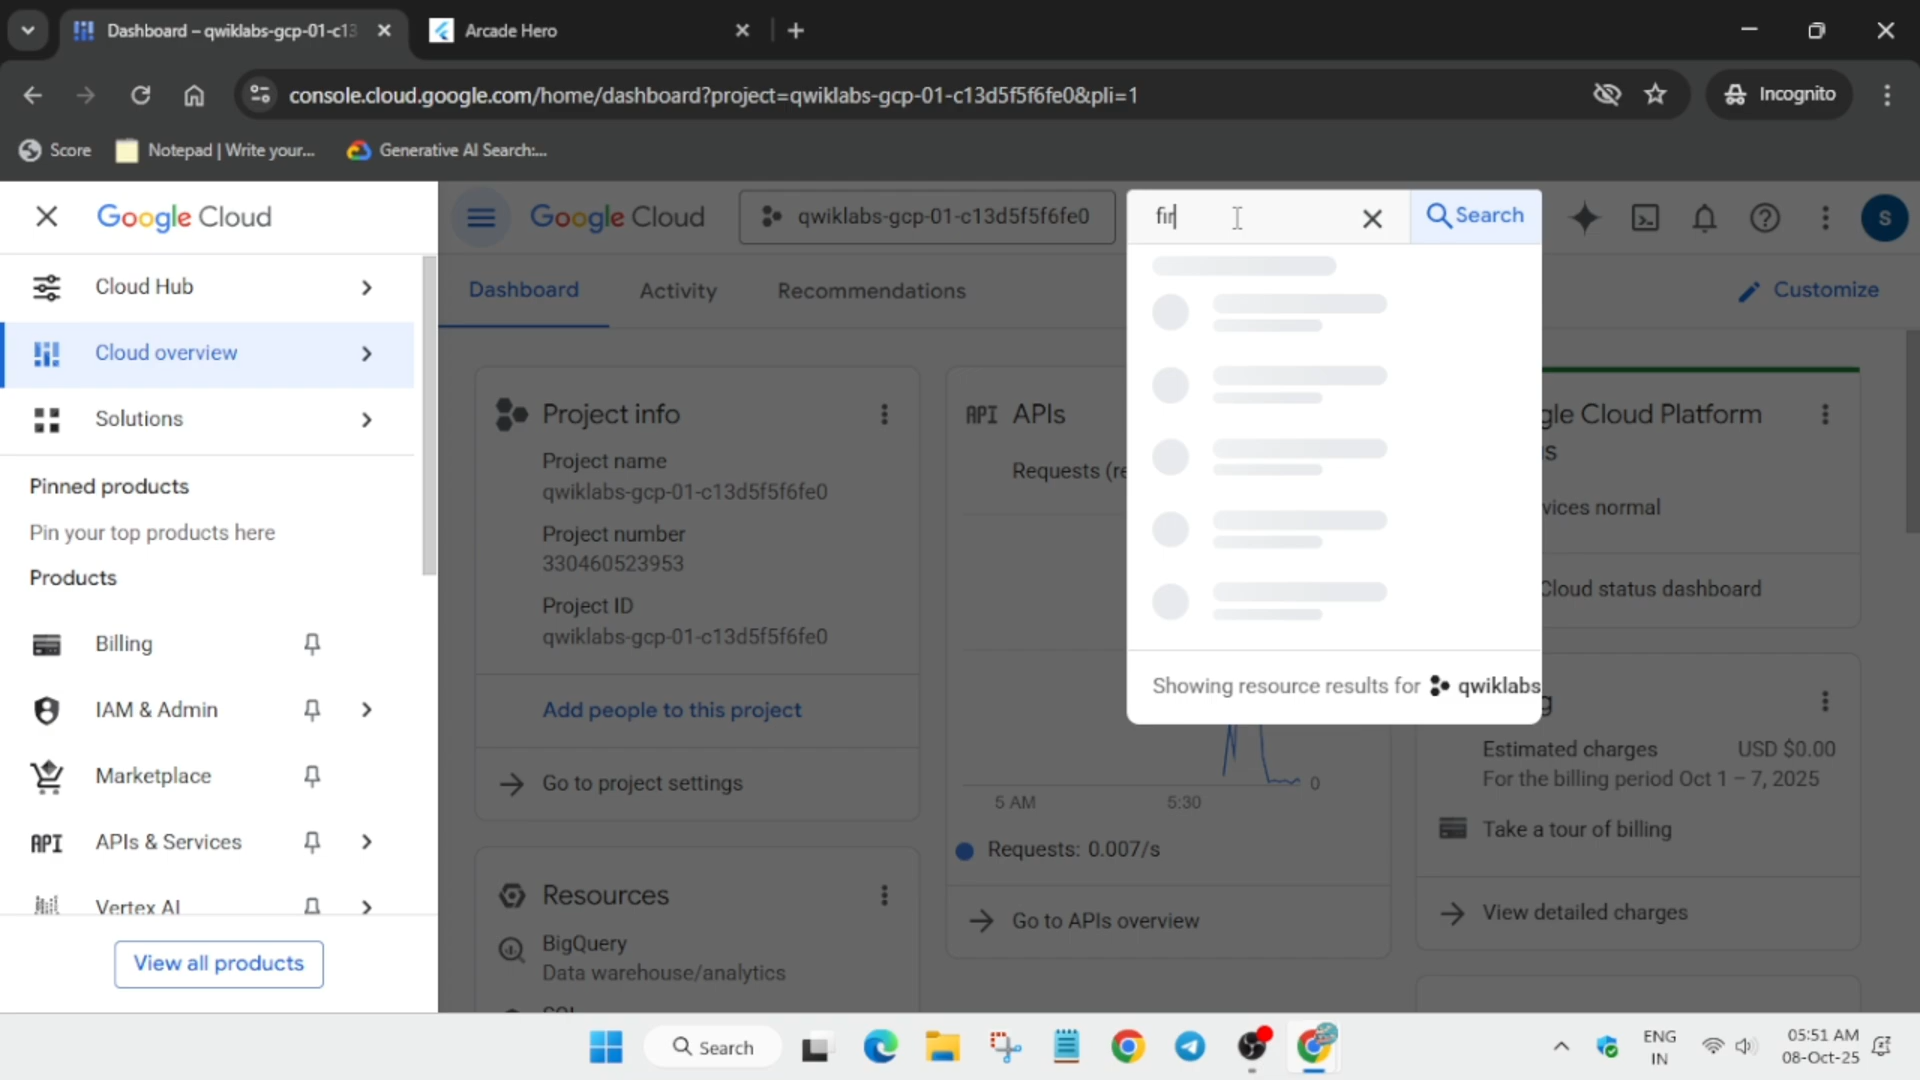 Dashboard – qwiklabs-gcp-01-c13
Arcade Hero
console.cloud.google.com/home/dashboard?project=qwiklabs-gcp-01-c13d5f5f6fe0&pli=1
Incognito
Score
Notepad | Write your...
Generative AI Search:...
Google Cloud
Google Cloud
qwiklabs-gcp-01-c13d5f5f6fe0
fir
Search
S
Cloud Hub
Cloud overview
Solutions
Pinned products
Pin your top products here
Products
Billing
IAM & Admin
Marketplace
API APIs & Services
Vertex AI
View all products
Dashboard
Activity
Recommendations
Customize
Project info
Project name
qwiklabs-gcp-01-c13d5f5f6fe0
Project number
330460523953
Project ID
qwiklabs-gcp-01-c13d5f5f6fe0
Add people to this project
Go to project settings
Resources
BigQuery
Data warehouse/analytics
API APIs
Requests (re
5 AM
5:30
0
Requests: 0.007/s
Go to APIs overview
Showing resource results for qwiklabs
gle Cloud Platform
s
vices normal
Cloud status dashboard
g
Estimated charges USD $0.00
For the billing period Oct 1 – 7, 2025
Take a tour of billing
View detailed charges
Search
ENG
IN
05:51 AM
08-Oct-25